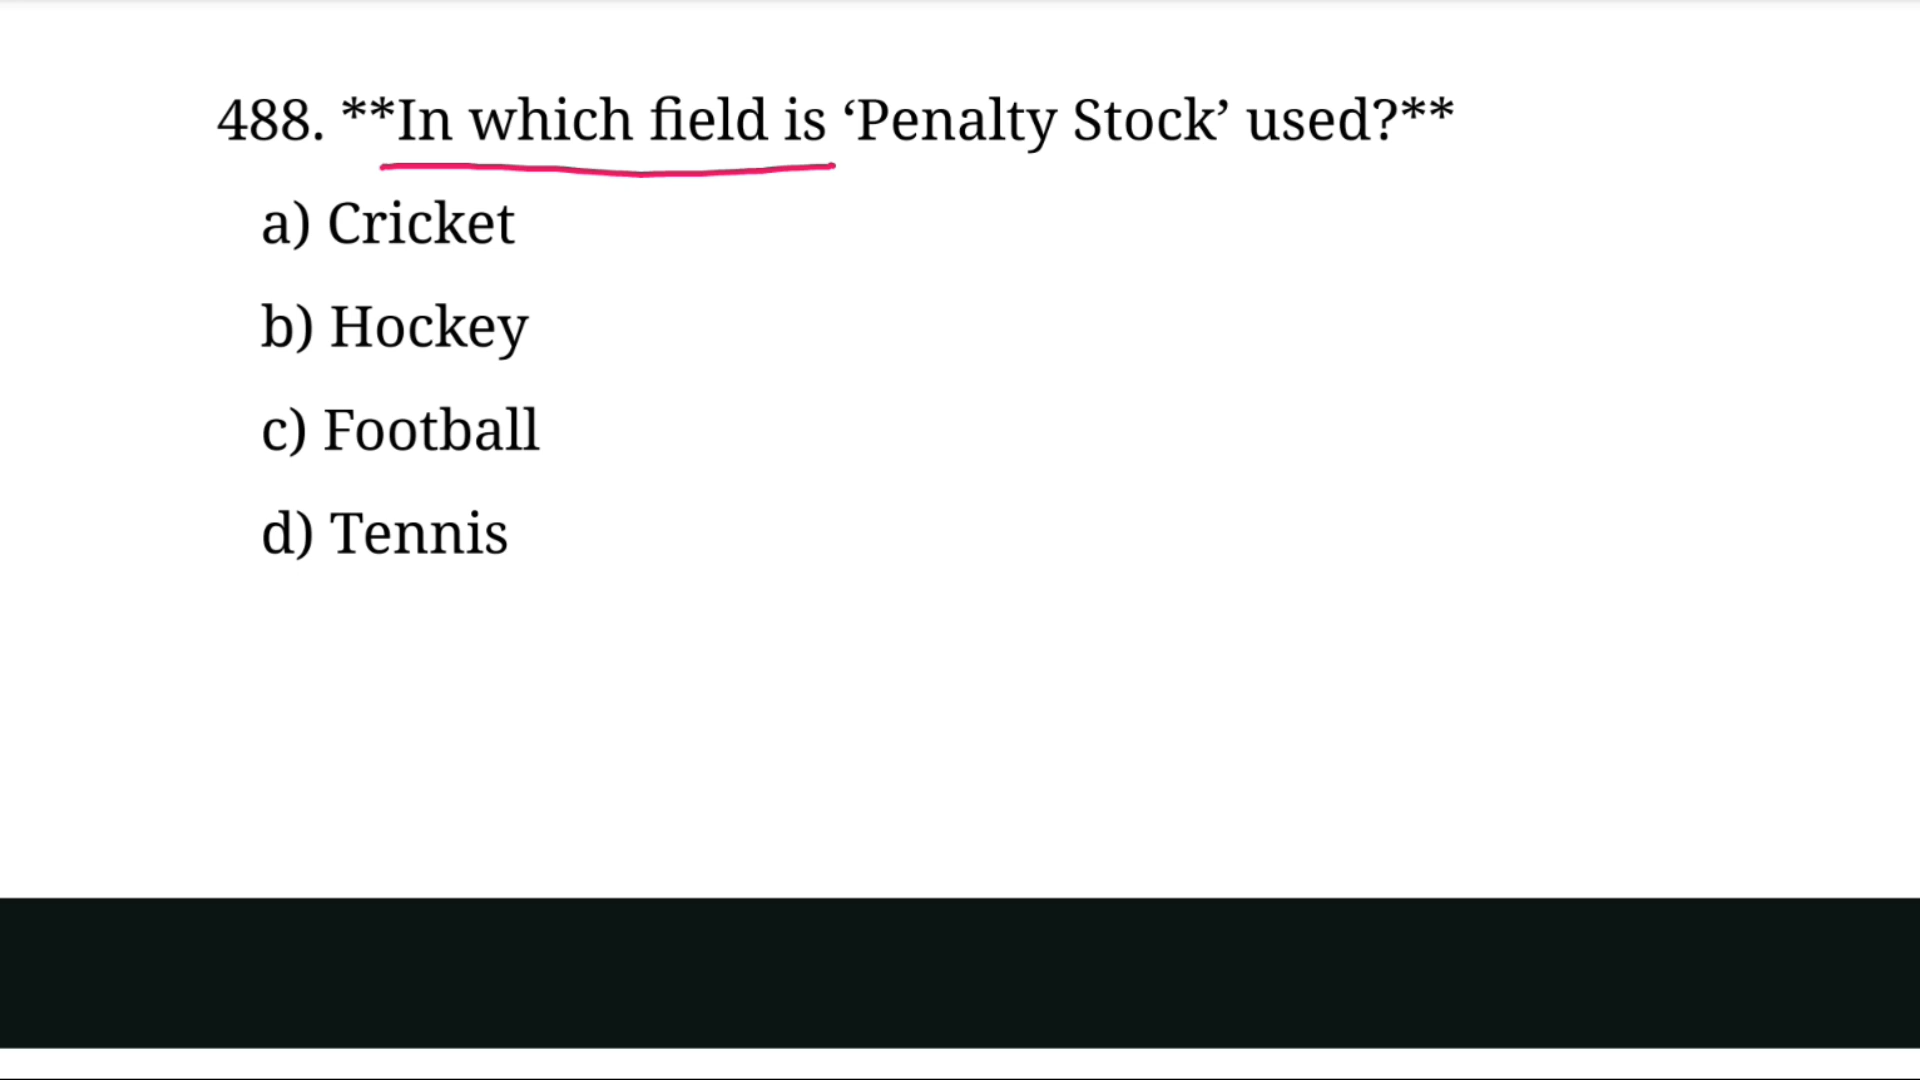 488. **In which field is ‘Penalty Stock’ used?**
a) Cricket
b) Hockey
c) Football
d) Tennis